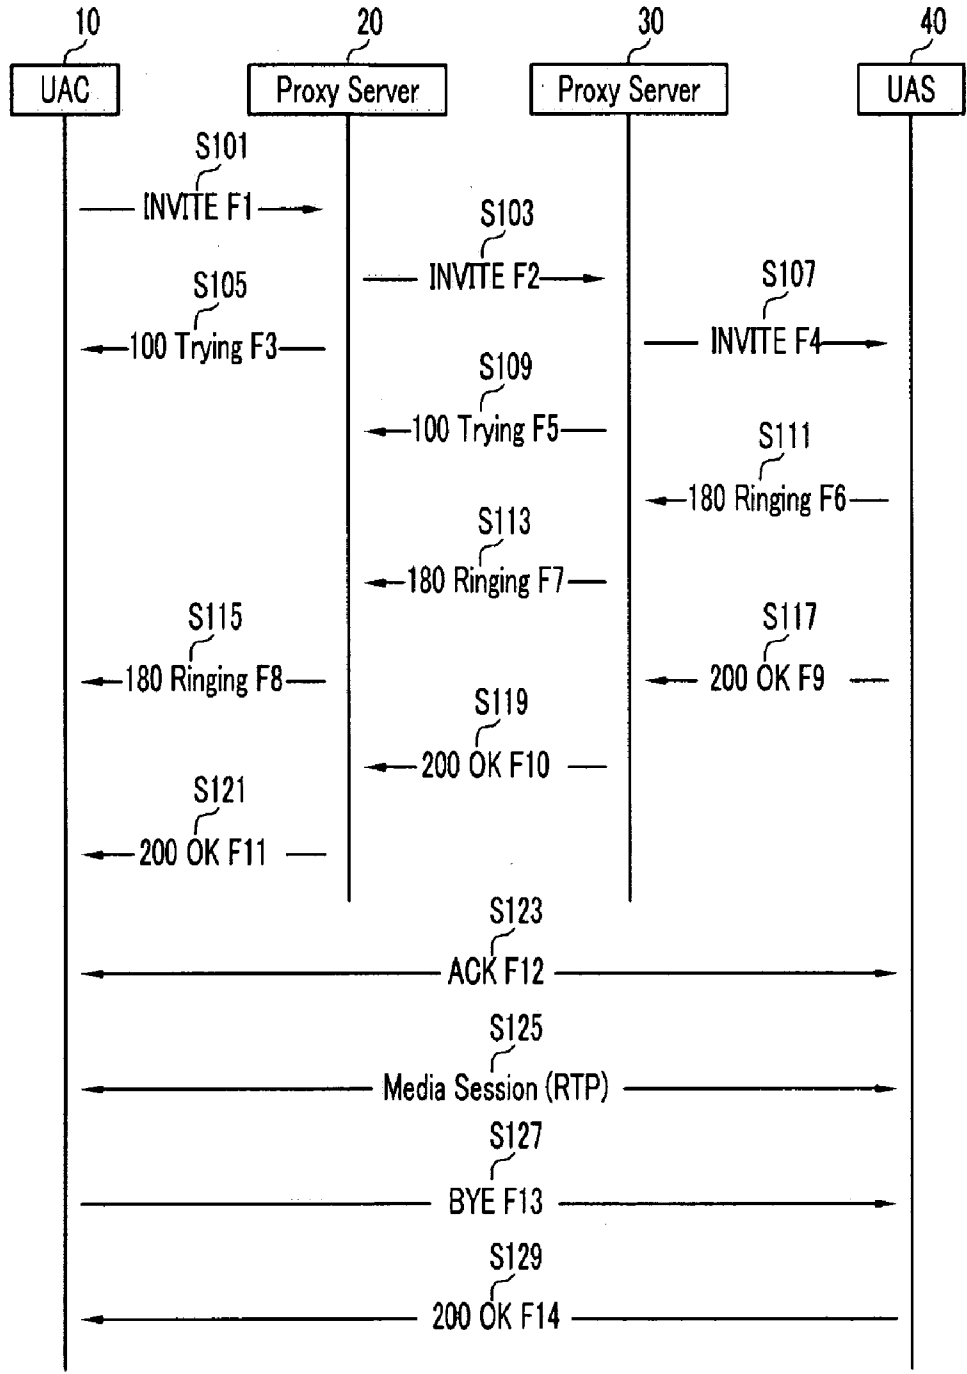 10
20
30
40
UAC
Proxy Server
Proxy Server
UAS
S101
INVITE F1
S103
INVITE F2
S105
100 Trying F3
S107
INVITE F4
S109
100 Trying F5
S111
180 Ringing F6
S113
180 Ringing F7
S115
180 Ringing F8
S117
200 OK F9
S119
200 OK F10
S121
200 OK F11
S123
ACK F12
S125
Media Session (RTP)
S127
BYE F13
S129
200 OK F14